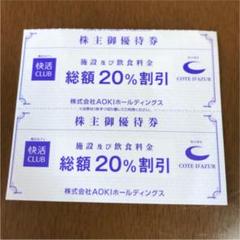 株主御優待券
快活
CLUB
施設及び飲食料金
総額20%割引
COTE D'AZUR
株式会社AOKIホールディングス
株主御優待券
快活
CLUB
施設及び飲食料金
総額20%割引
COTE D'AZUR
株式会社AOKIホールディングス